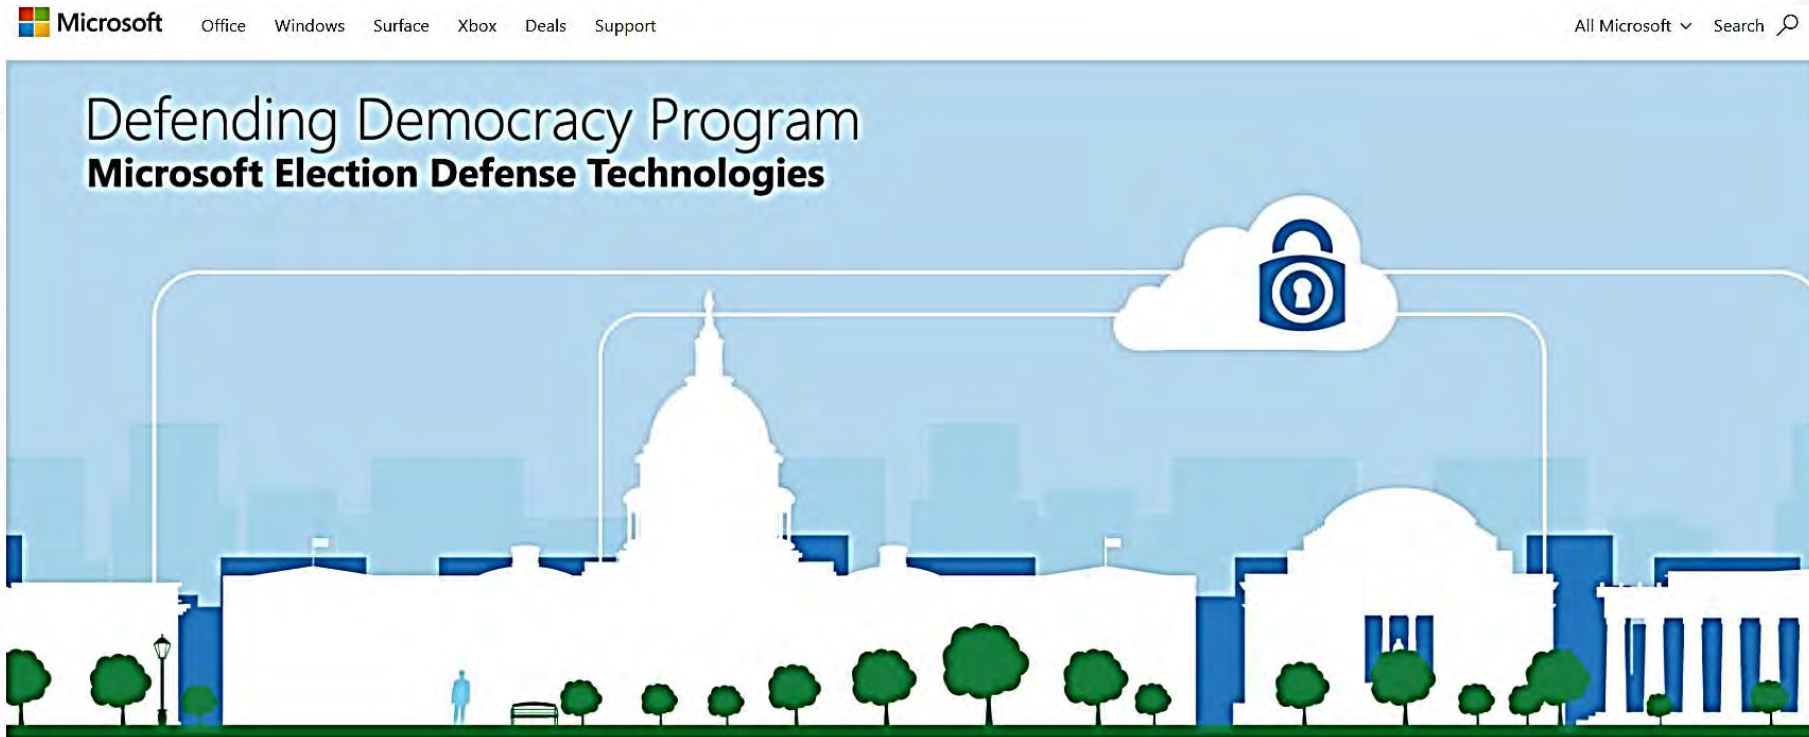 Microsoft Office Windows Surface Xbox Deals Support All Microsoft Search
Defending Democracy Program
Microsoft Election Defense Technologies